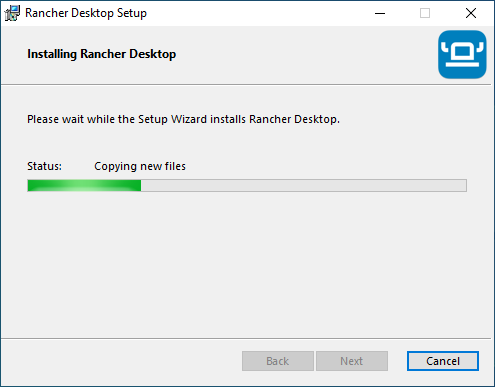 Rancher Desktop Setup
Installing Rancher Desktop
Please wait while the Setup Wizard installs Rancher Desktop.
Status: Copying new files
Back Next Cancel